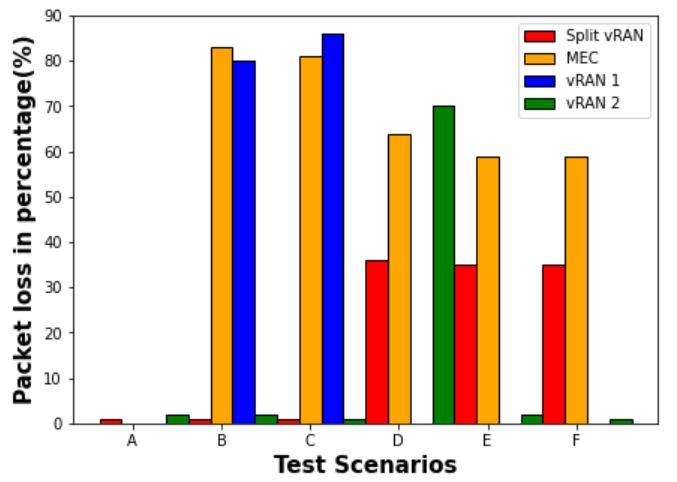 Packet loss in percentage(%)
90
80
70
60
50
40
30
20
10
0
Split vRAN
MEC
vRAN 1
vRAN 2
A B C D E F
Test Scenarios